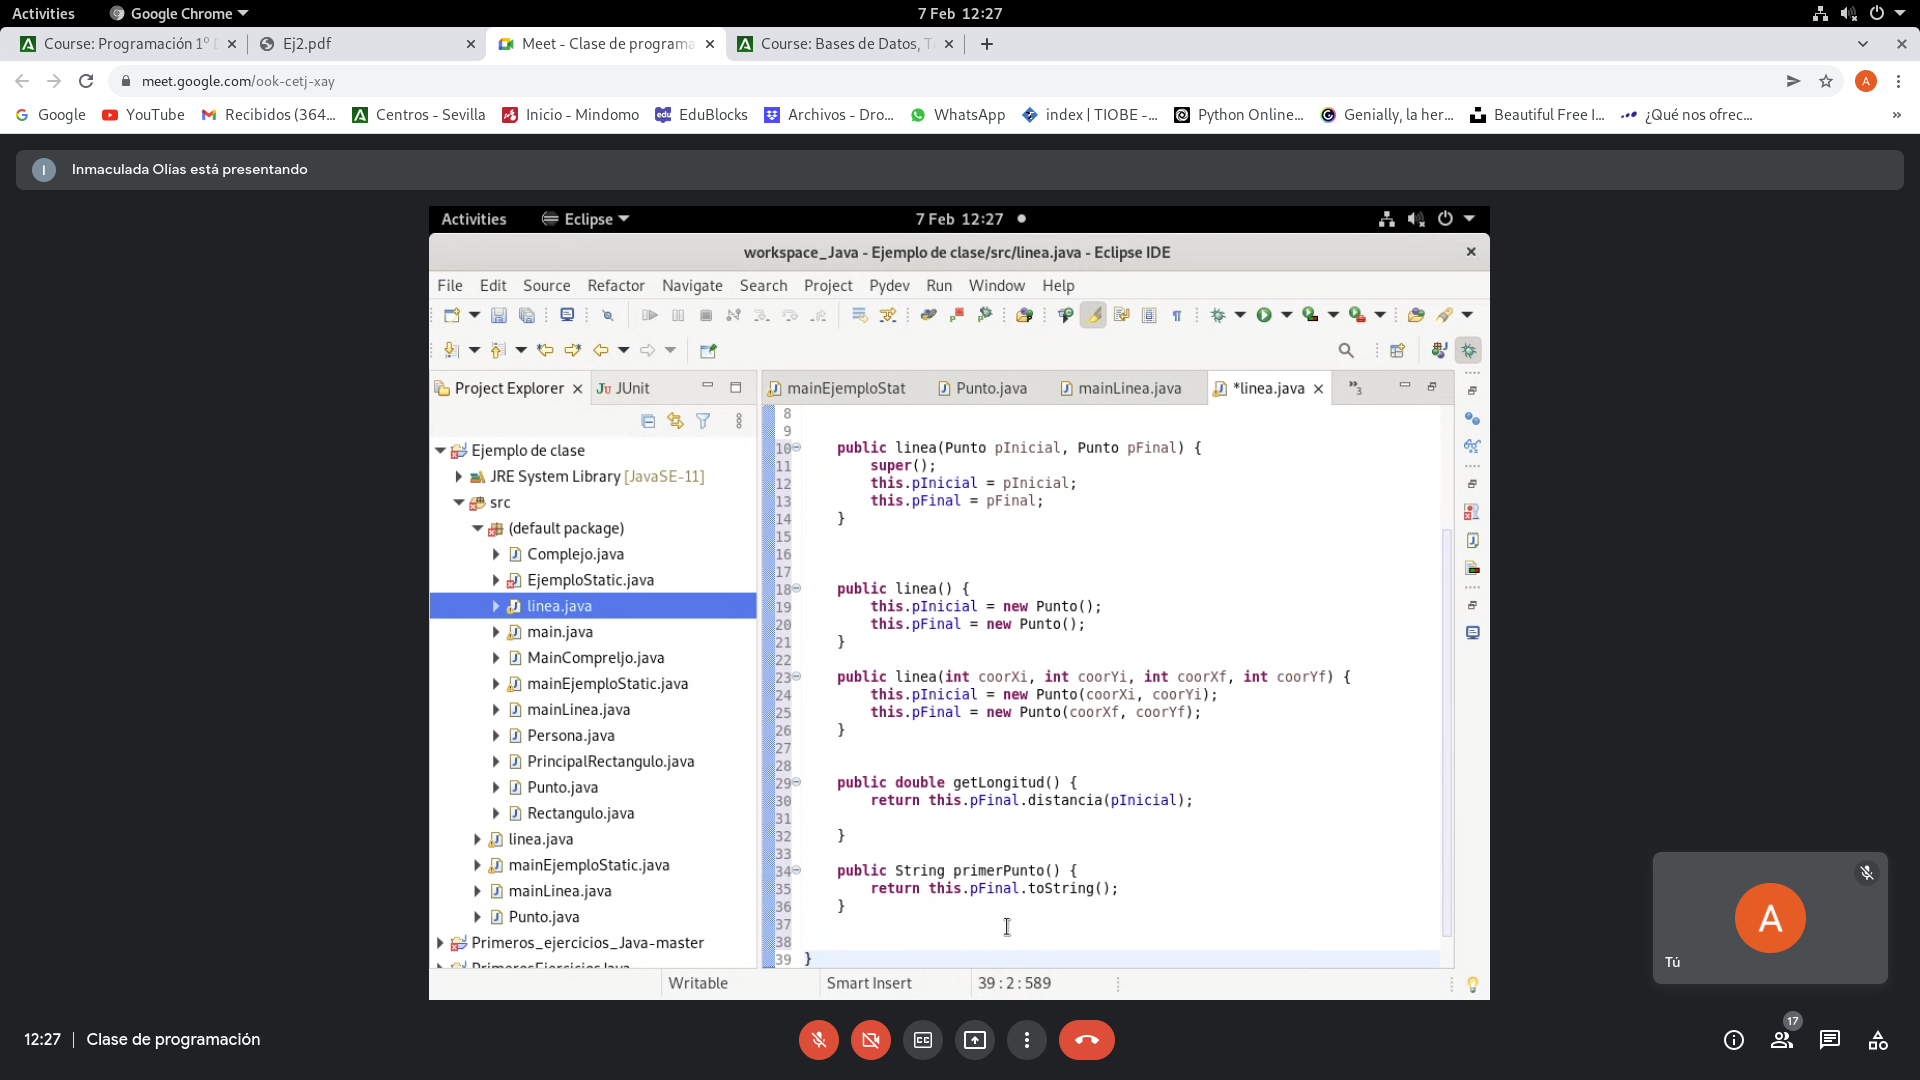 Activities Google Chrome 7 Feb 12:27
Course: Programación 1º D Ej2.pdf Meet - Clase de programa Course: Bases de Datos, T
meet.google.com/ook-cetj-xay A
Google YouTube Recibidos (364... Centros - Sevilla Inicio - Mindomo EduBlocks Archivos - Dro... WhatsApp index | TIOBE -... Python Online... Genially, la her... Beautiful Free I... ¿Qué nos ofrec... »
I Inmaculada Olías está presentando
Activities Eclipse 7 Feb 12:27
workspace_Java - Ejemplo de clase/src/linea.java - Eclipse IDE
File Edit Source Refactor Navigate Search Project Pydev Run Window Help
Project Explorer JUnit
mainEjemploStat Punto.java mainLinea.java *linea.java »3
Ejemplo de clase
JRE System Library [JavaSE-11]
src
(default package)
Complejo.java
EjemploStatic.java
linea.java
main.java
MainCompreljo.java
mainEjemploStatic.java
mainLinea.java
Persona.java
PrincipalRectangulo.java
Punto.java
Rectangulo.java
linea.java
mainEjemploStatic.java
mainLinea.java
Punto.java
Primeros_ejercicios_Java-master
PrimerosEjerciciosJava
8
9
10 public linea(Punto pInicial, Punto pFinal) {
11 super();
12 this.pInicial = pInicial;
13 this.pFinal = pFinal;
14 }
15
16
17
18 public linea() {
19 this.pInicial = new Punto();
20 this.pFinal = new Punto();
21 }
22
23 public linea(int coorXi, int coorYi, int coorXf, int coorYf) {
24 this.pInicial = new Punto(coorXi, coorYi);
25 this.pFinal = new Punto(coorXf, coorYf);
26 }
27
28
29 public double getLongitud() {
30 return this.pFinal.distancia(pInicial);
31
32 }
33
34 public String primerPunto() {
35 return this.pFinal.toString();
36 }
37
38
39 }
Writable Smart Insert 39 : 2 : 589
A
Tú
12:27 | Clase de programación
CC
17